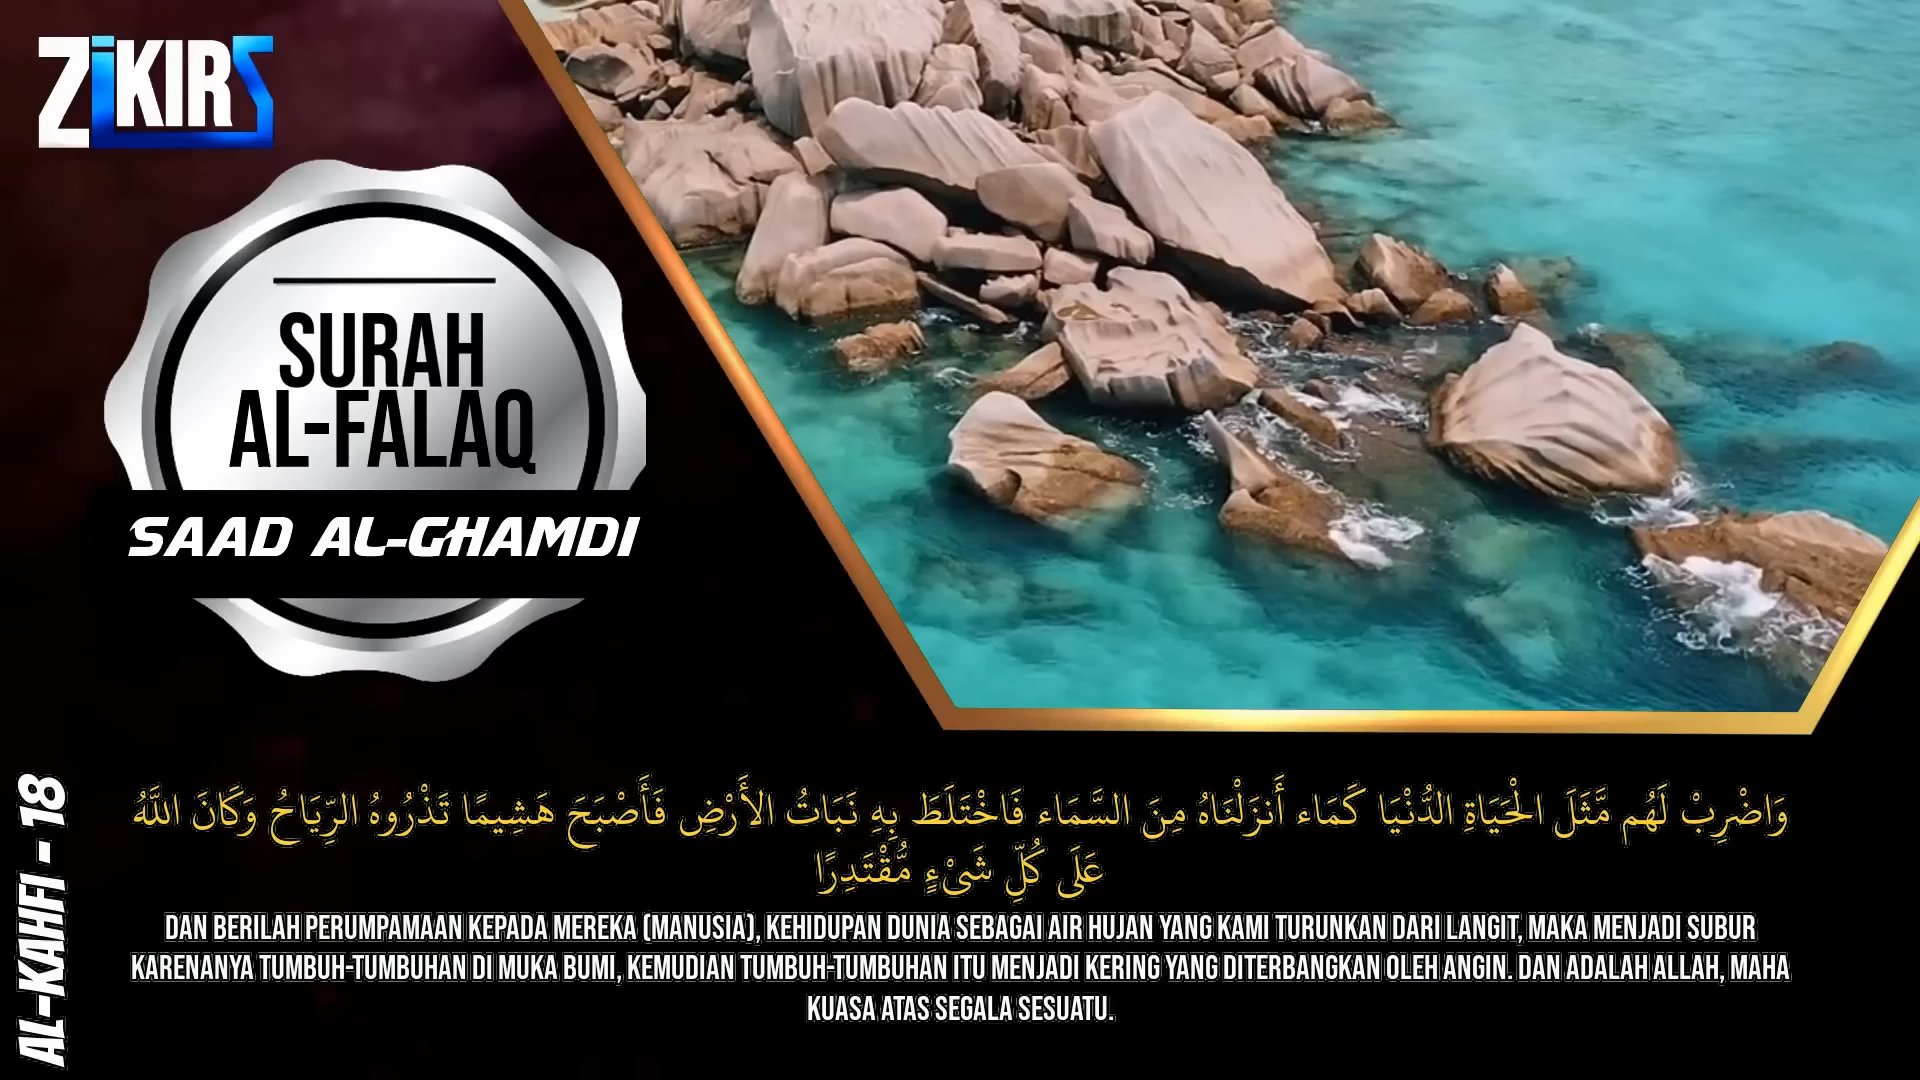 ZiKIRS
SURAH
AL-FALAQ
SAAD AL-GHAMDI
AL-KAHFI - 18
وَاضْرِبْ لَهُم مَّثَلَ الْحَيَاةِ الدُّنْيَا كَمَاء أَنزَلْنَاهُ مِنَ السَّمَاء فَاخْتَلَطَ بِهِ نَبَاتُ الأَرْضِ فَأَصْبَحَ هَشِيمًا تَذْرُوهُ الرِّيَاحُ وَكَانَ اللَّهُ
عَلَى كُلِّ شَىْءٍ مُّقْتَدِرًا
DAN BERILAH PERUMPAMAAN KEPADA MEREKA (MANUSIA), KEHIDUPAN DUNIA SEBAGAI AIR HUJAN YANG KAMI TURUNKAN DARI LANGIT, MAKA MENJADI SUBUR
KARENANYA TUMBUH-TUMBUHAN DI MUKA BUMI, KEMUDIAN TUMBUH-TUMBUHAN ITU MENJADI KERING YANG DITERBANGKAN OLEH ANGIN. DAN ADALAH ALLAH, MAHA
KUASA ATAS SEGALA SESUATU.